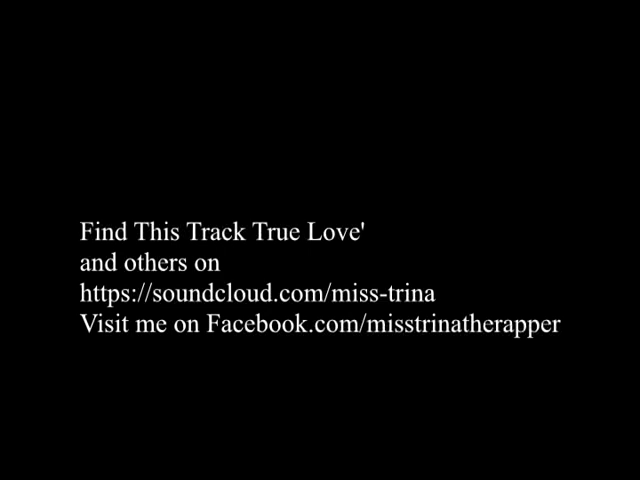 Find This Track True Love'
and others on
https://soundcloud.com/miss-trina
Visit me on Facebook.com/misstrinatherapper